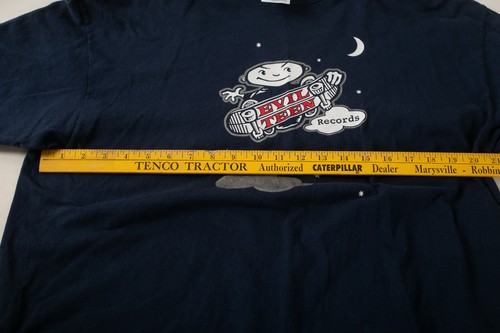 EVIL
TEEN
Records
1 2 3 4 5 6 7 8 9 10 11 12 13 14 15 16 17 18 19 20 21
TENCO TRACTOR Authorized CATERPILLAR Dealer Marysville - Robbin